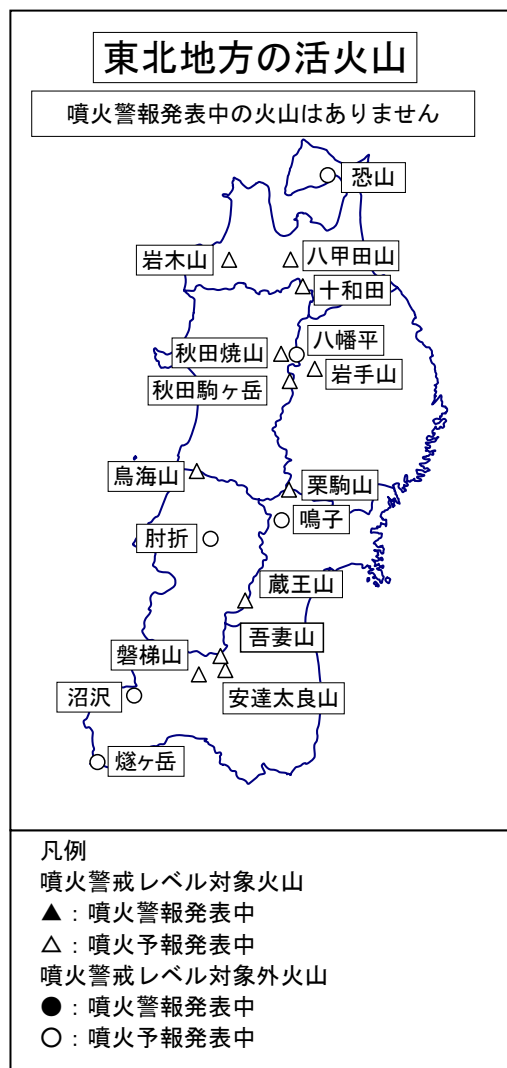 東北地方の活火山
噴火警報発表中の火山はありません
恐山
岩木山
八甲田山
十和田
八幡平
秋田焼山
岩手山
秋田駒ヶ岳
鳥海山
栗駒山
鳴子
肘折
蔵王山
吾妻山
磐梯山
安達太良山
沼沢
燧ヶ岳
凡例
噴火警戒レベル対象火山
▲：噴火警報発表中
△：噴火予報発表中
噴火警戒レベル対象外火山
●：噴火警報発表中
○：噴火予報発表中